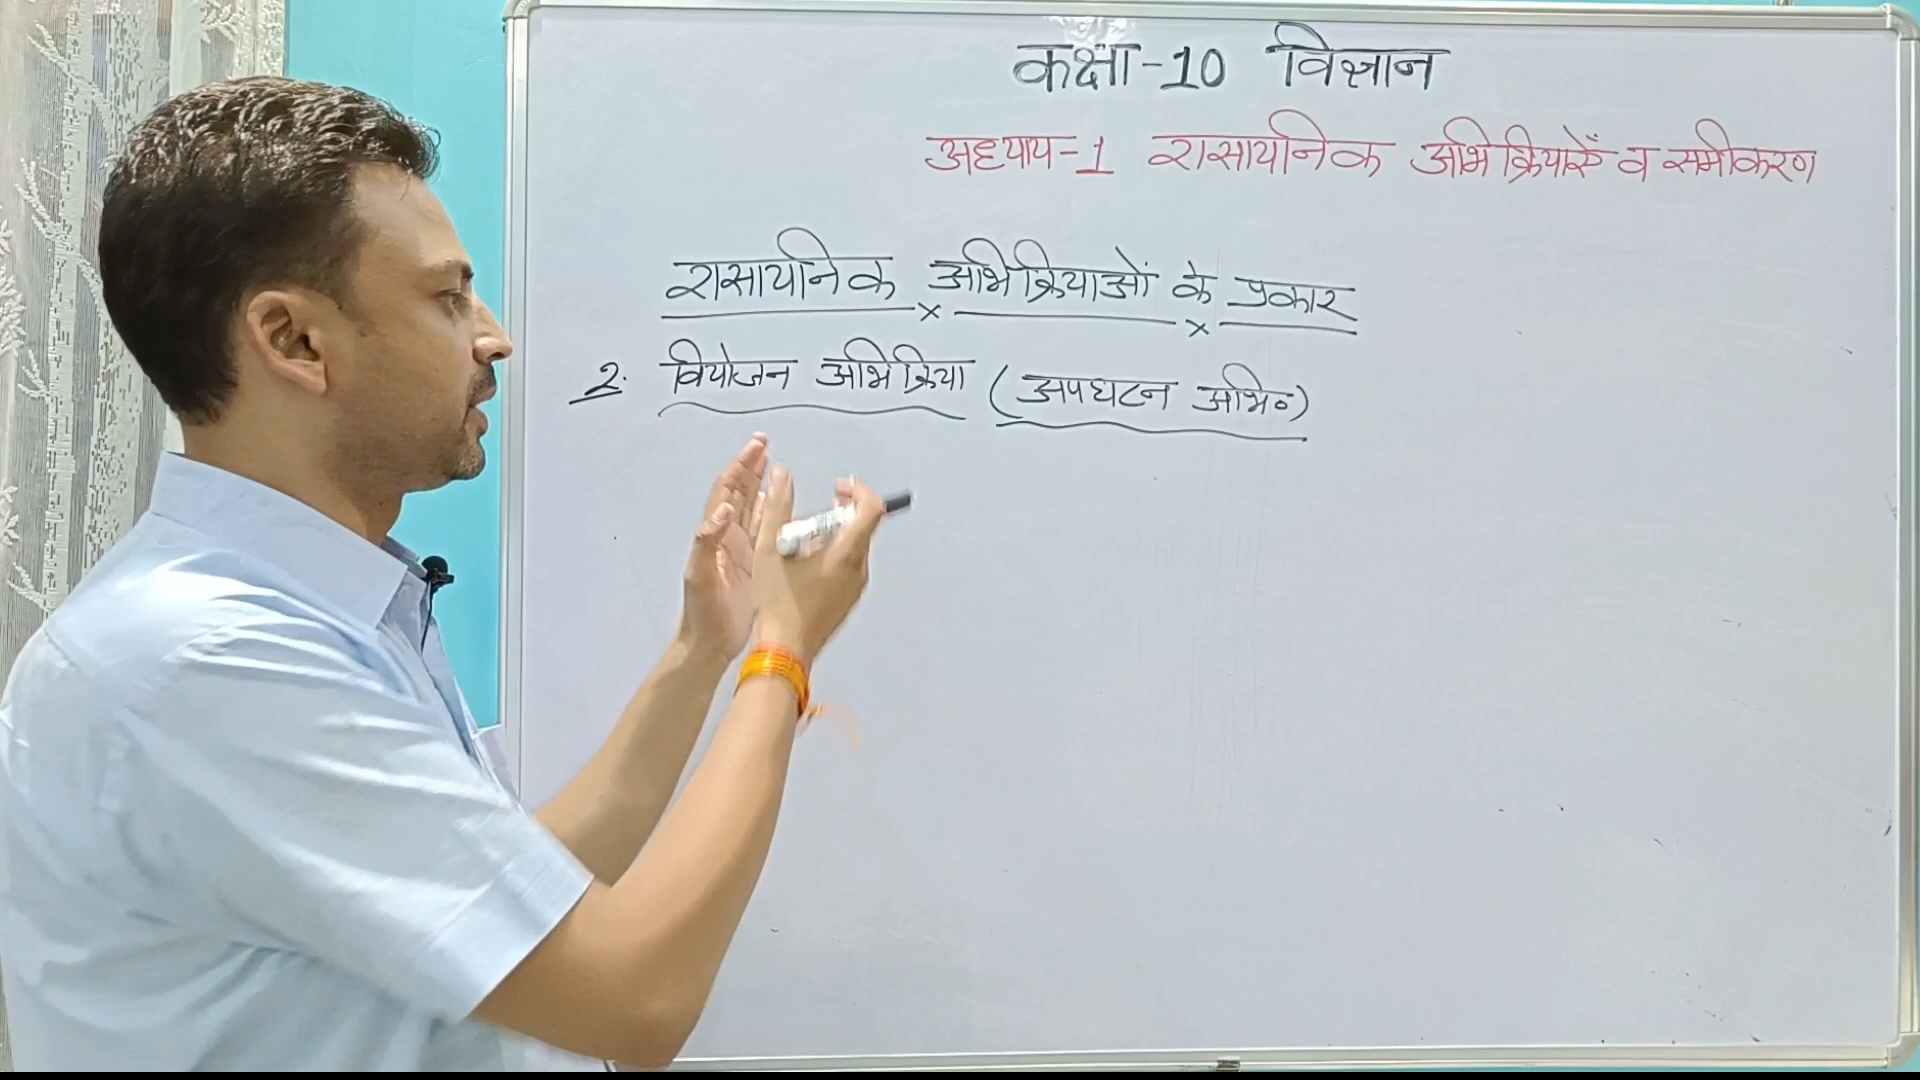 कक्षा-10 विज्ञान
अध्याय-1 रासायनिक अभिक्रियाएँ व समीकरण
रासायनिक अभिक्रियाओं के प्रकार
2. वियोजन अभिक्रिया (अपघटन अभि०)